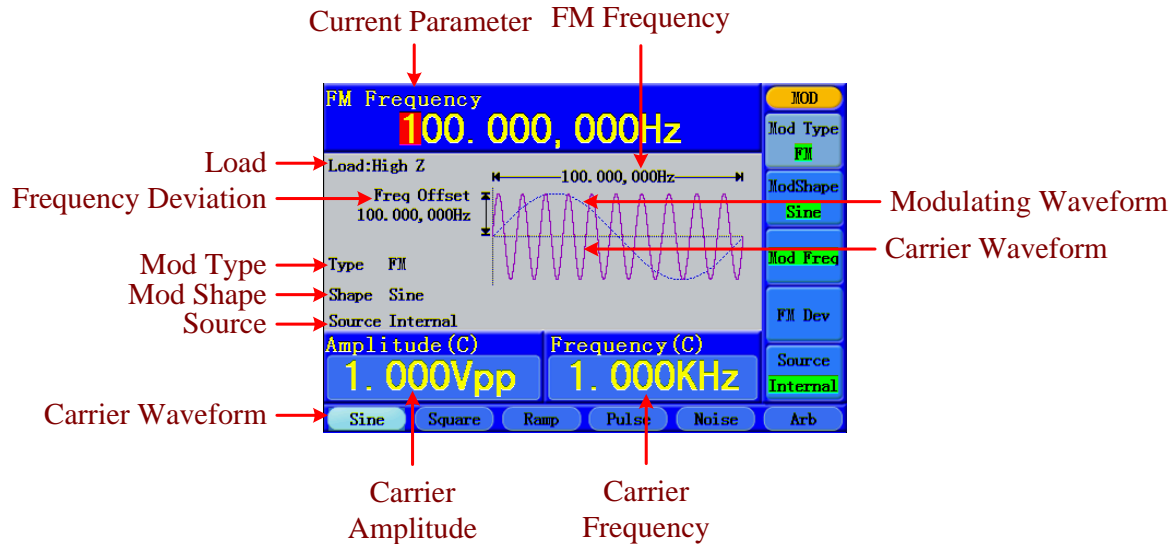 Current Parameter
FM Frequency
FM Frequency
100. 000, 000Hz
MOD
Mod Type
FM
ModShape
Sine
Mod Freq
FM Dev
Source
Internal
Load
Load:High Z
100. 000, 000Hz
Frequency Deviation
Freq Offset
100. 000, 000Hz
Modulating Waveform
Carrier Waveform
Mod Type
Type FM
Mod Shape
Shape Sine
Source
Source Internal
Amplitude(C)
1. 000Vpp
Frequency(C)
1. 000KHz
Carrier Waveform
Sine Square Ramp Pulse Noise Arb
Carrier
Amplitude
Carrier
Frequency